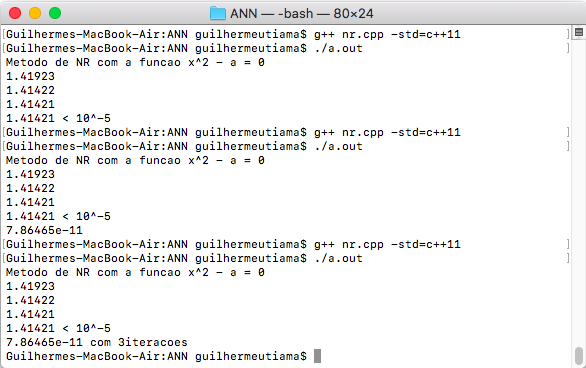 ANN — -bash — 80×24
[Guilhermes-MacBook-Air:ANN guilhermeutiama$ g++ nr.cpp -std=c++11 ]
[Guilhermes-MacBook-Air:ANN guilhermeutiama$ ./a.out ]
Metodo de NR com a funcao x^2 - a = 0
1.41923
1.41422
1.41421
1.41421 < 10^-5
[Guilhermes-MacBook-Air:ANN guilhermeutiama$ g++ nr.cpp -std=c++11 ]
[Guilhermes-MacBook-Air:ANN guilhermeutiama$ ./a.out ]
Metodo de NR com a funcao x^2 - a = 0
1.41923
1.41422
1.41421
1.41421 < 10^-5
7.86465e-11
[Guilhermes-MacBook-Air:ANN guilhermeutiama$ g++ nr.cpp -std=c++11 ]
[Guilhermes-MacBook-Air:ANN guilhermeutiama$ ./a.out ]
Metodo de NR com a funcao x^2 - a = 0
1.41923
1.41422
1.41421
1.41421 < 10^-5
7.86465e-11 com 3iteracoes
Guilhermes-MacBook-Air:ANN guilhermeutiama$